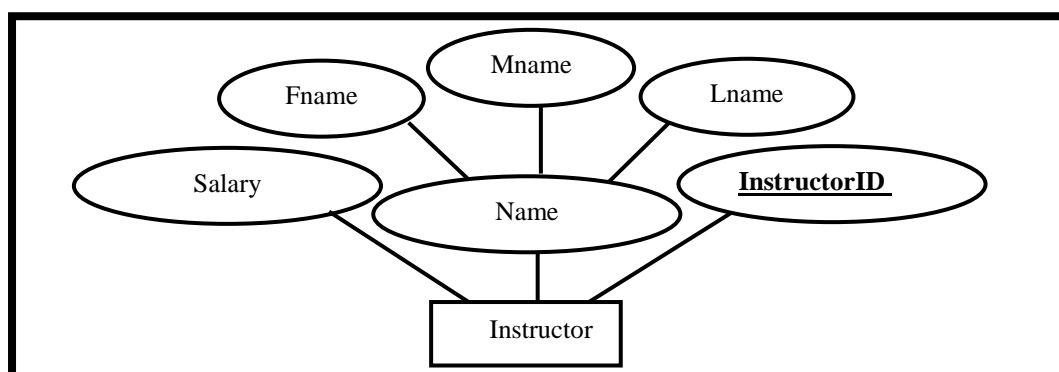 Mname
Fname
Lname
Salary
InstructorID
Name
Instructor